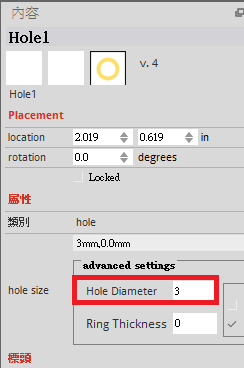 內容
Hole1
v. 4
Hole1
Placement
location 2.019 0.619 in
rotation 0.0 degrees
Locked
屬性
類別 hole
3mm,0.0mm
advanced settings
hole size Hole Diameter 3
Ring Thickness 0
標頭